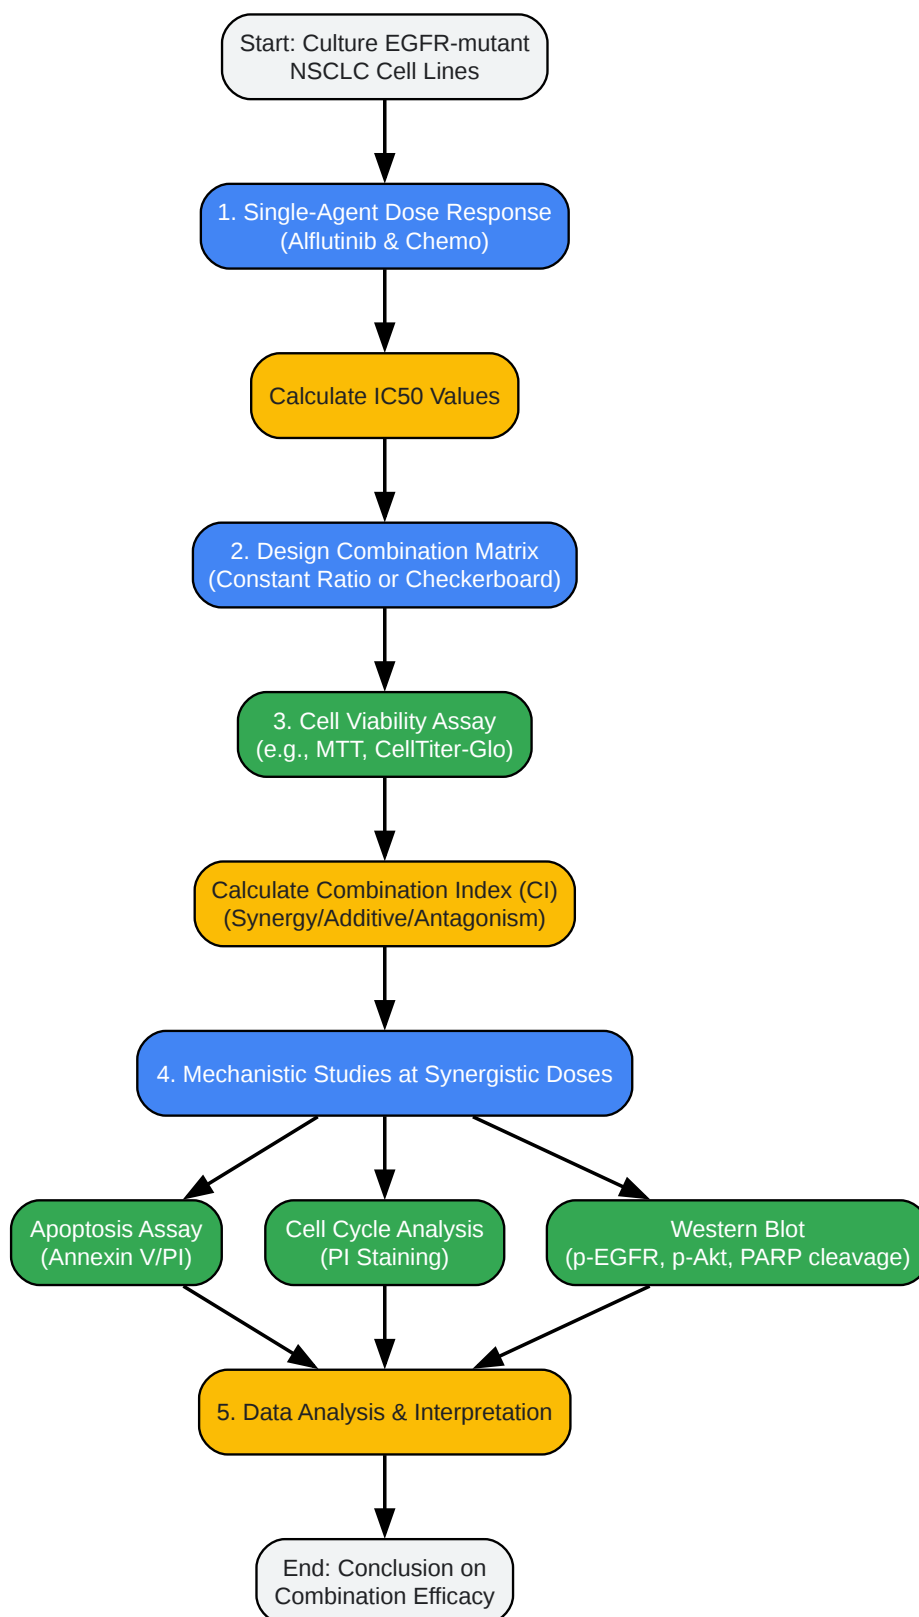 Start: Culture EGFR-mutant
NSCLC Cell Lines
1. Single-Agent Dose Response
(Alflutinib & Chemo)
Calculate IC50 Values
2. Design Combination Matrix
(Constant Ratio or Checkerboard)
3. Cell Viability Assay
(e.g., MTT, CellTiter-Glo)
Calculate Combination Index (CI)
(Synergy/Additive/Antagonism)
4. Mechanistic Studies at Synergistic Doses
Apoptosis Assay
(Annexin V/PI)
Cell Cycle Analysis
(PI Staining)
Western Blot
(p-EGFR, p-Akt, PARP cleavage)
5. Data Analysis & Interpretation
End: Conclusion on
Combination Efficacy